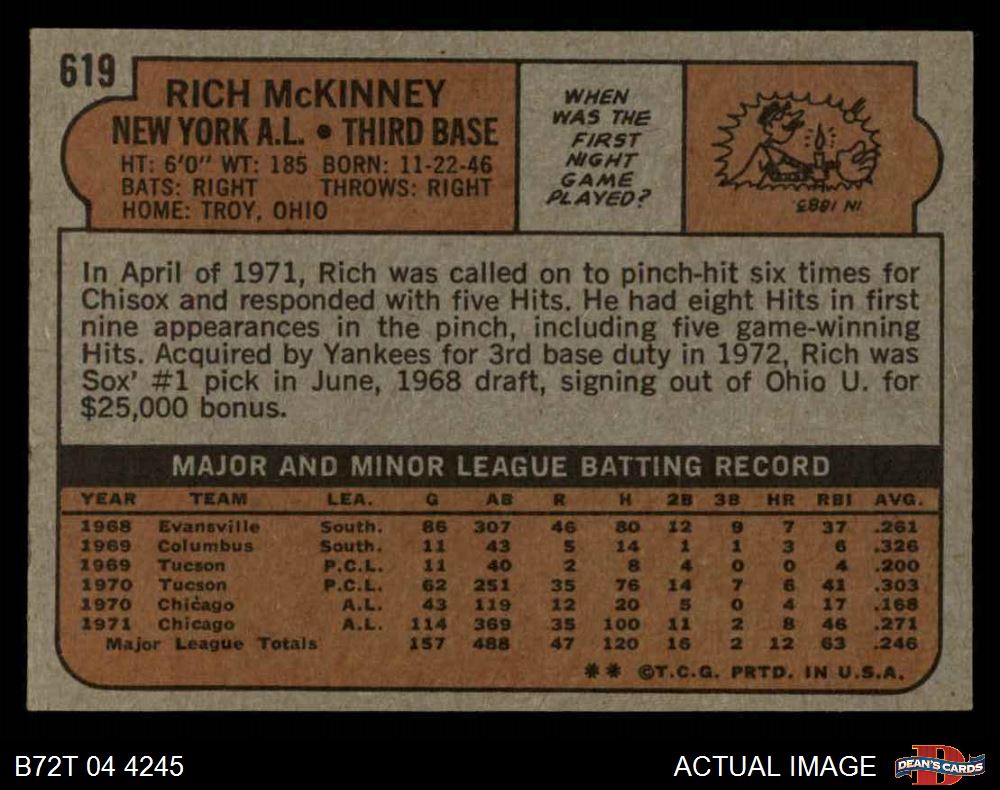 619
RICH McKINNEY
NEW YORK A.L. • THIRD BASE
HT: 6'0" WT: 185 BORN: 11-22-46
BATS: RIGHT THROWS: RIGHT
HOME: TROY, OHIO
WHEN
WAS THE
FIRST
NIGHT
GAME
PLAYED?
IN 1883
In April of 1971, Rich was called on to pinch-hit six times for
Chisox and responded with five Hits. He had eight Hits in first
nine appearances in the pinch, including five game-winning
Hits. Acquired by Yankees for 3rd base duty in 1972, Rich was
Sox' #1 pick in June, 1968 draft, signing out of Ohio U. for
$25,000 bonus.
MAJOR AND MINOR LEAGUE BATTING RECORD
YEAR TEAM LEA. G AB R H 2B 3B HR RBI AVG.
1968 Evansville South. 86 307 46 80 12 9 7 37 .261
1969 Columbus South. 11 43 5 14 1 1 3 6 .326
1969 Tucson P.C.L. 11 40 2 8 4 0 0 4 .200
1970 Tucson P.C.L. 62 251 35 76 14 7 6 41 .303
1970 Chicago A.L. 43 119 12 20 5 0 4 17 .168
1971 Chicago A.L. 114 369 35 100 11 2 8 46 .271
Major League Totals 157 488 47 120 16 2 12 63 .246
** ©T.C.G. PRTD. IN U.S.A.
B72T 04 4245
ACTUAL IMAGE
DEAN'S CARDS